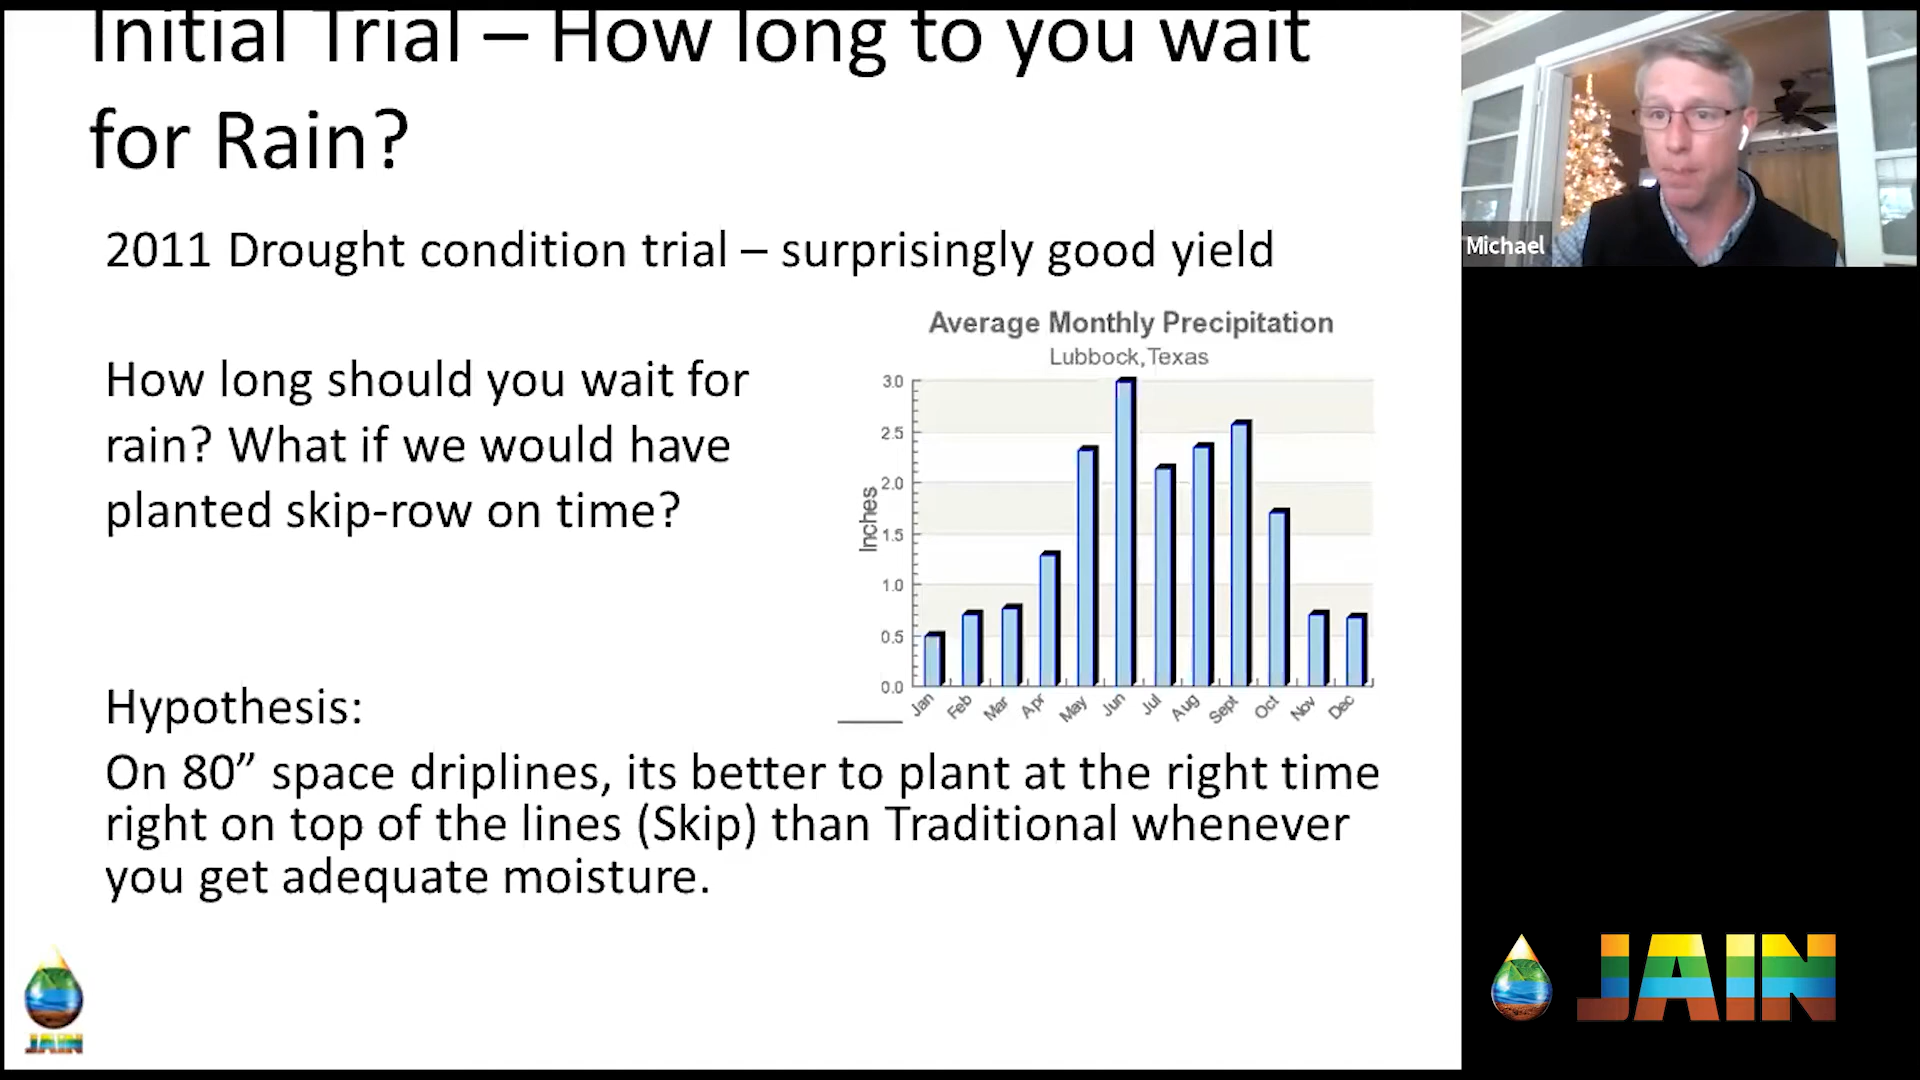 Initial Trial – How long to you wait
for Rain?
2011 Drought condition trial – surprisingly good yield
How long should you wait for
rain? What if we would have
planted skip-row on time?
Average Monthly Precipitation
Lubbock, Texas
Inches
3.0
2.5
2.0
1.5
1.0
0.5
0.0
Jan Feb Mar Apr May Jun Jul Aug Sept Oct Nov Dec
Hypothesis:
On 80” space driplines, its better to plant at the right time
right on top of the lines (Skip) than Traditional whenever
you get adequate moisture.
JAIN
Michael
JAIN